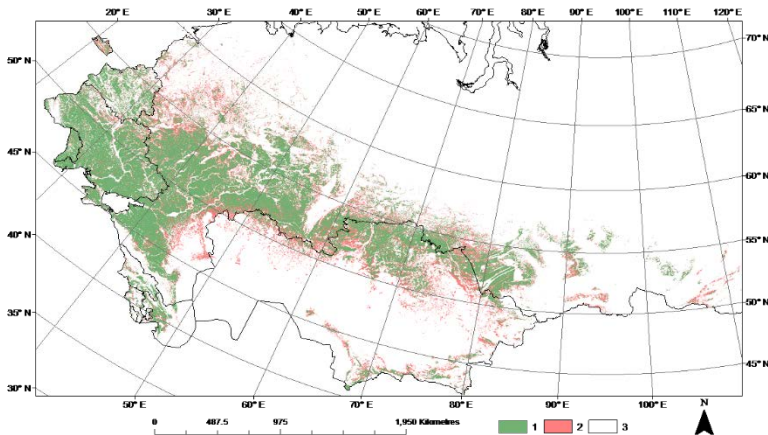 20° E 30° E 40° E 50° E 60° E 70° E 80° E 90° E 100° E 110° E 120° E
70° N
50° N
65° N
45° N
60° N
40° N
55° N
35° N
50° N
30° N
45° N
50° E 60° E 70° E 80° E 90° E 100° E
N
0 487.5 975 1,950 Kilometres
1 2 3